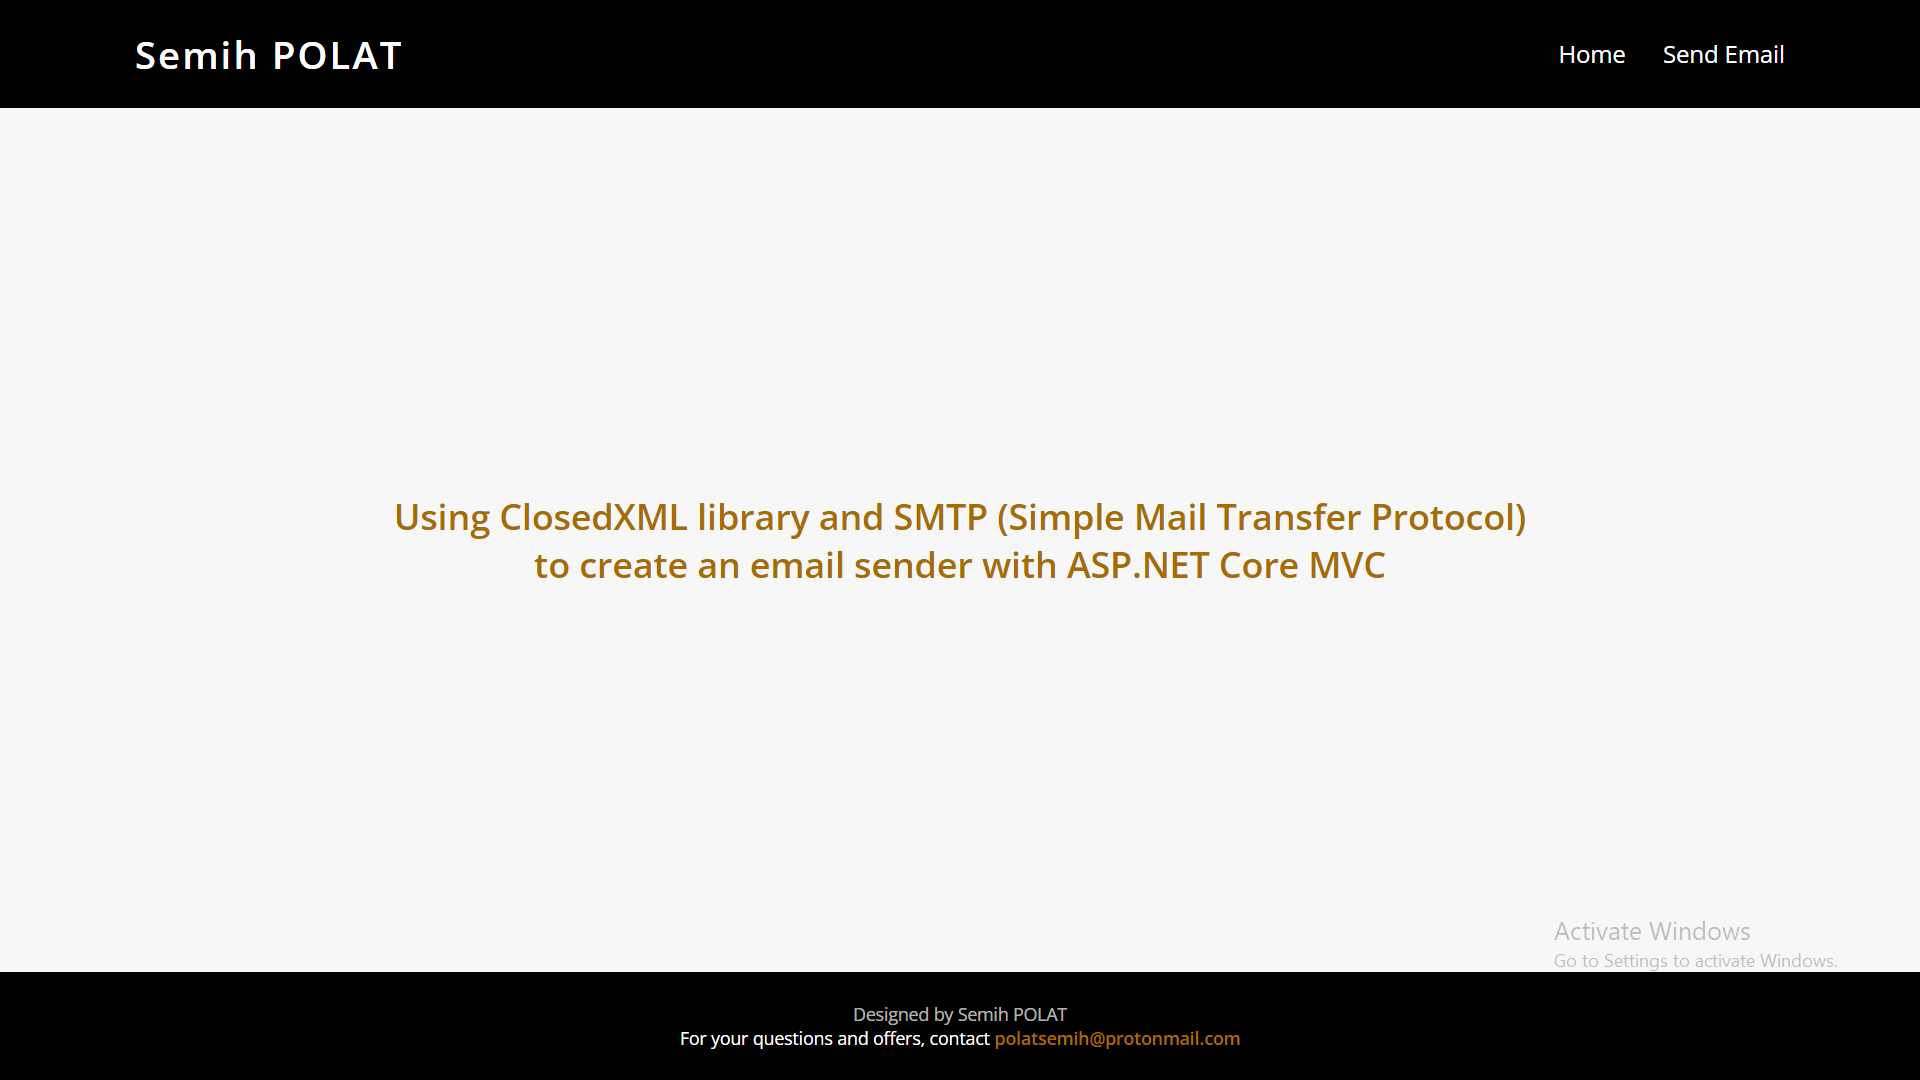 Semih POLAT
Home
Send Email
Using ClosedXML library and SMTP (Simple Mail Transfer Protocol)
to create an email sender with ASP.NET Core MVC
Activate Windows
Go to Settings to activate Windows.
Designed by Semih POLAT
For your questions and offers, contact polatsemih@protonmail.com